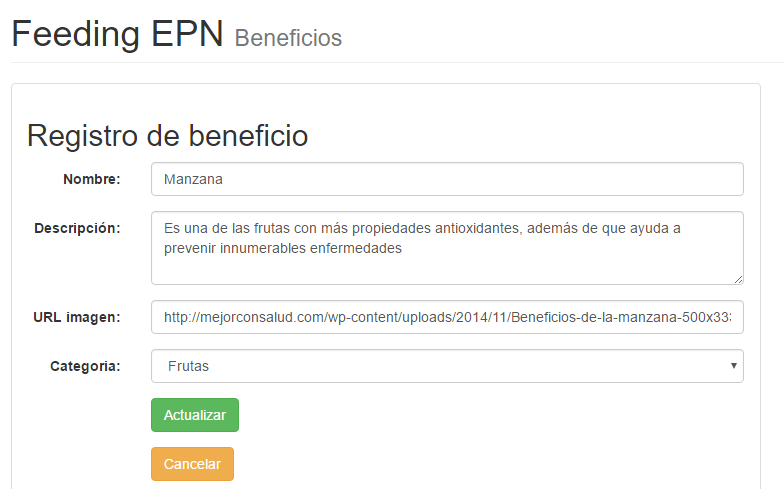 Feeding EPN Beneficios
Registro de beneficio
Nombre: Manzana
Descripción: Es una de las frutas con más propiedades antioxidantes, además de que ayuda a
prevenir innumerables enfermedades
URL imagen: http://mejorconsalud.com/wp-content/uploads/2014/11/Beneficios-de-la-manzana-500x333
Categoria: Frutas
Actualizar
Cancelar